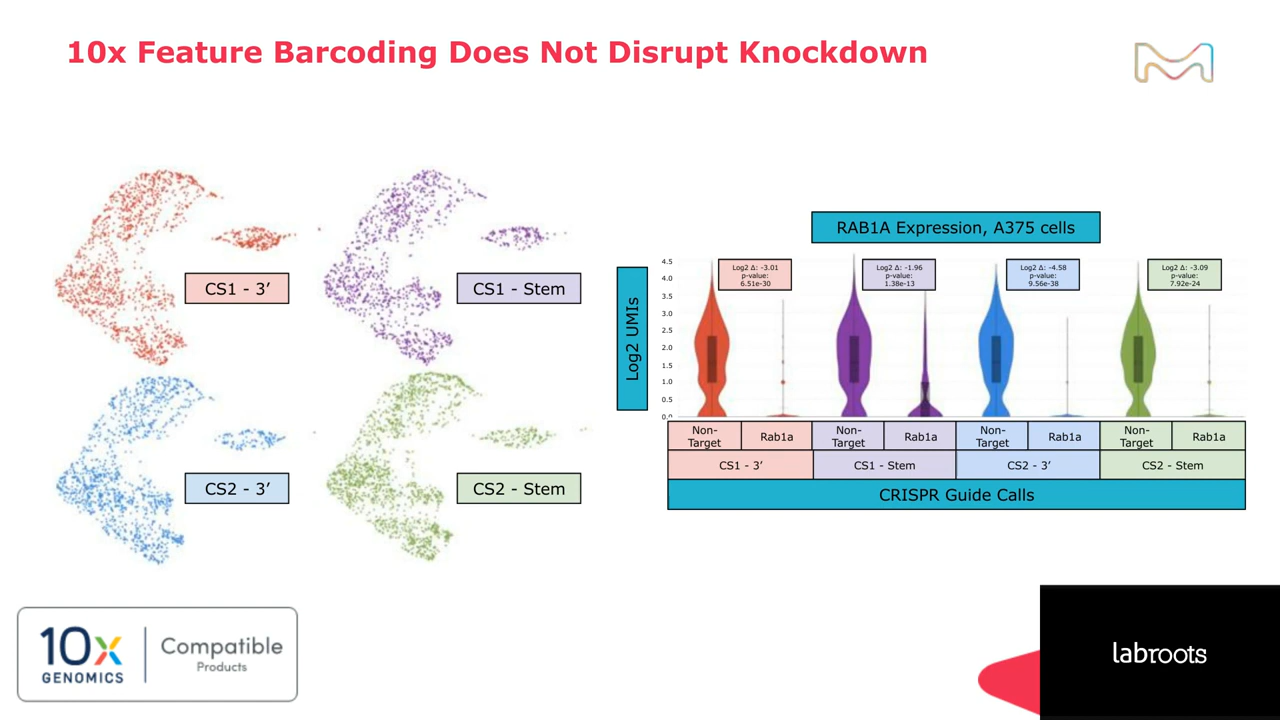 10x Feature Barcoding Does Not Disrupt Knockdown
CS1 - 3’
CS1 - Stem
CS2 - 3’
CS2 - Stem
RAB1A Expression, A375 cells
Log2 UMIs
4.5
4.0
3.5
3.0
2.5
2.0
1.5
1.0
0.5
0.0
Log2 Δ: -3.01
p-value:
6.51e-30
Log2 Δ: -1.96
p-value:
1.38e-13
Log2 Δ: -4.58
p-value:
9.56e-38
Log2 Δ: -3.09
p-value:
7.92e-24
Non-
Target
Rab1a
Non-
Target
Rab1a
Non-
Target
Rab1a
Non-
Target
Rab1a
CS1 - 3’
CS1 - Stem
CS2 - 3’
CS2 - Stem
CRISPR Guide Calls
10x
GENOMICS
Compatible
Products
labroots